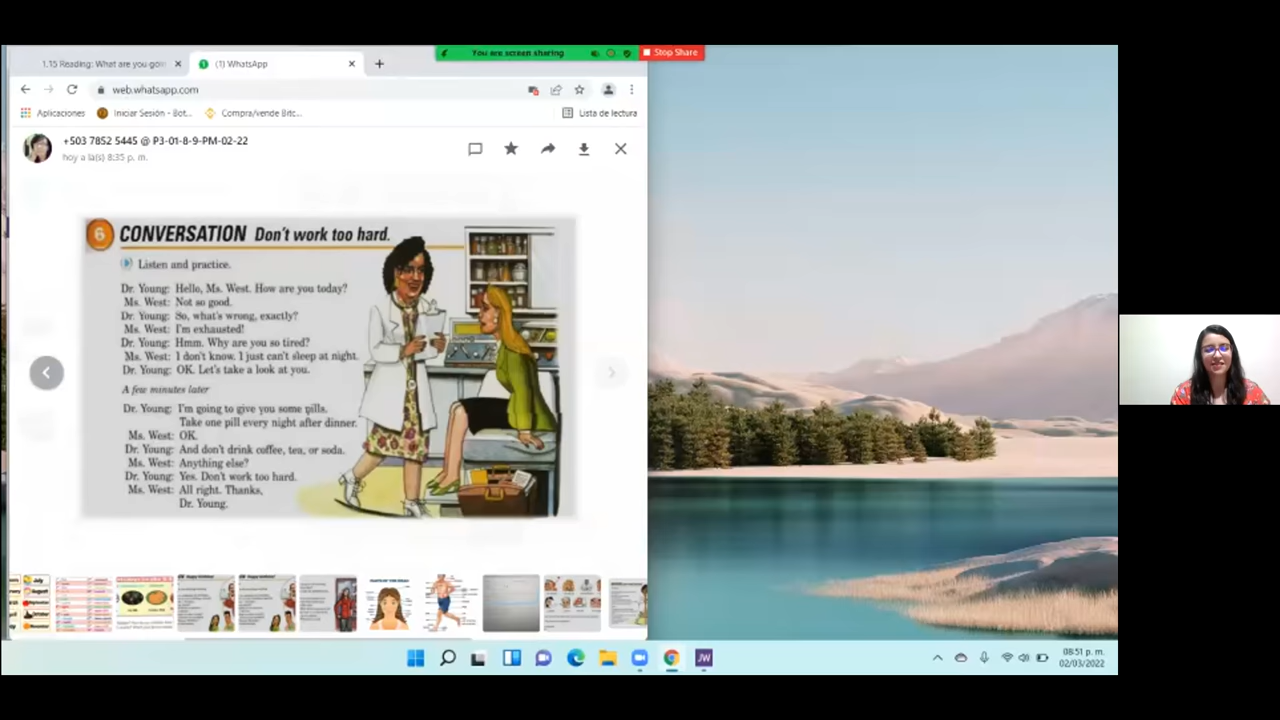 You are screen sharing
Stop Share
1.15 Reading: What are you goin
(1) WhatsApp
web.whatsapp.com
Aplicaciones
Iniciar Sesión - Bot...
Compra/vende Bitc...
Lista de lectura
+503 7852 5445 @ P3-01-8-9-PM-02-22
hoy a la(s) 8:35 p. m.
6 CONVERSATION Don't work too hard.
Listen and practice.
Dr. Young: Hello, Ms. West. How are you today?
Ms. West: Not so good.
Dr. Young: So, what's wrong, exactly?
Ms. West: I'm exhausted!
Dr. Young: Hmm. Why are you so tired?
Ms. West: I don't know. I just can't sleep at night.
Dr. Young: OK. Let's take a look at you.
A few minutes later
Dr. Young: I'm going to give you some pills.
Take one pill every night after dinner.
Ms. West: OK.
Dr. Young: And don't drink coffee, tea, or soda.
Ms. West: Anything else?
Dr. Young: Yes. Don't work too hard.
Ms. West: All right. Thanks,
Dr. Young.
July
August
JW
08:51 p. m.
02/03/2022